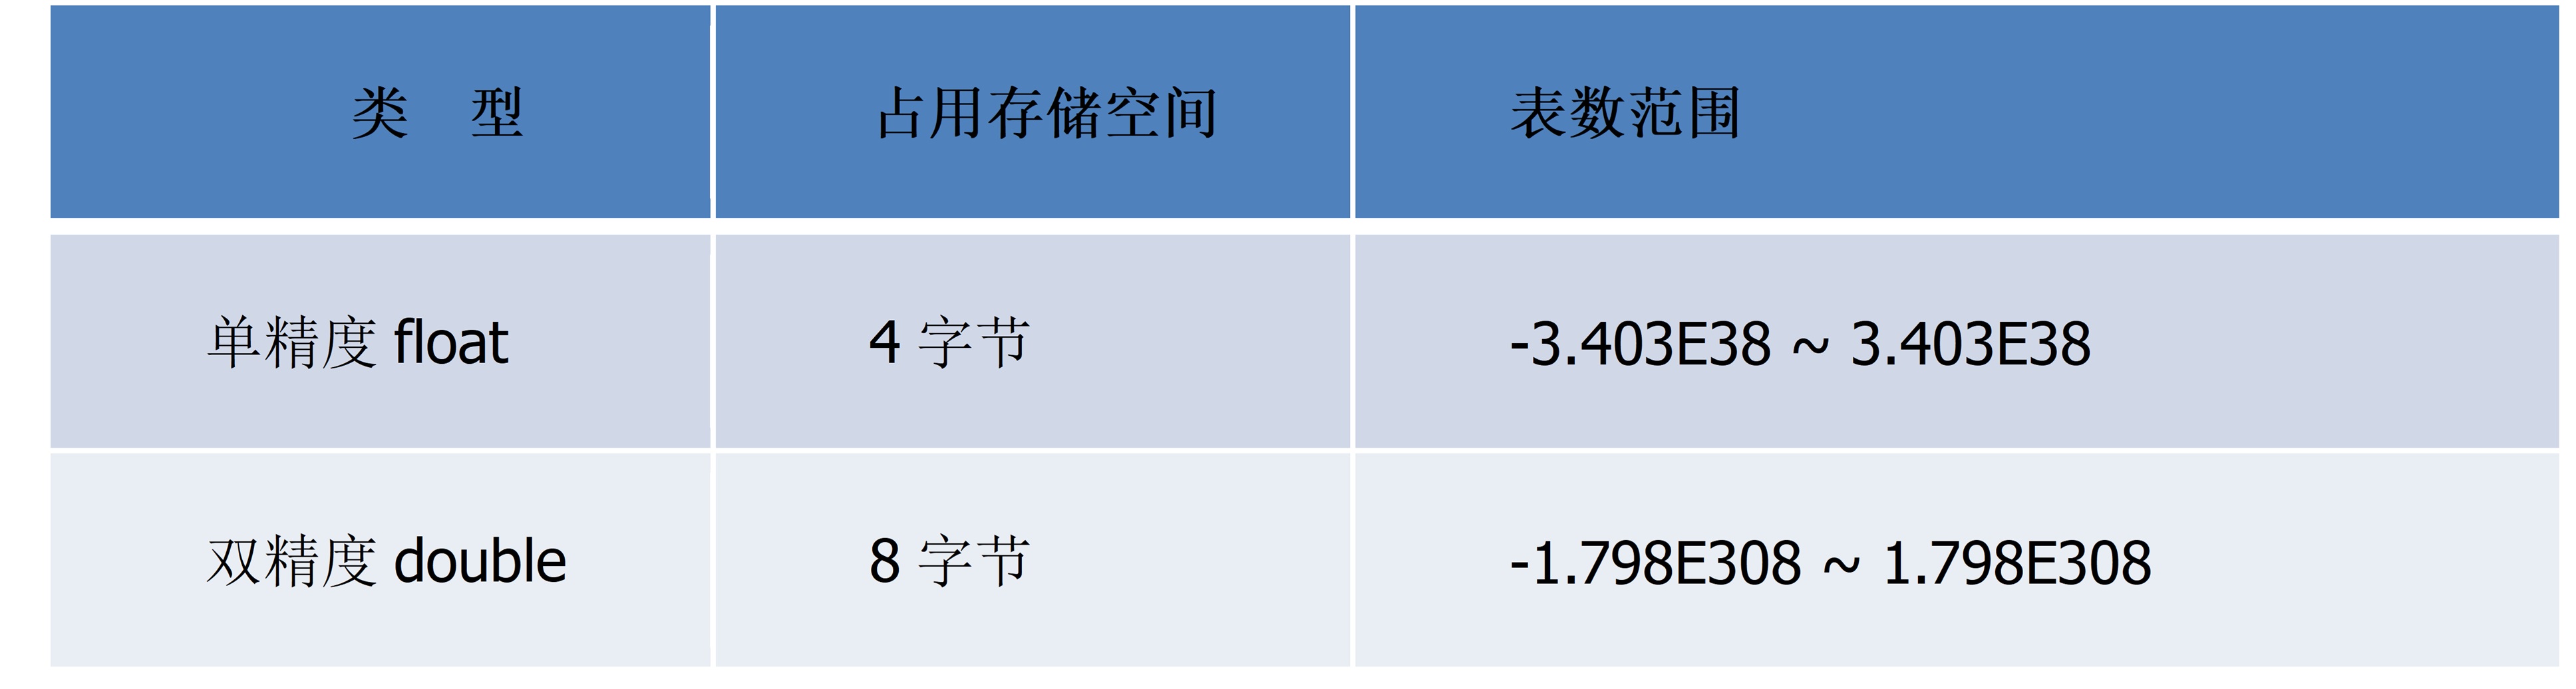 类　型 占用存储空间 表数范围
单精度 float 4 字节 -3.403E38 ~ 3.403E38
双精度 double 8 字节 -1.798E308 ~ 1.798E308